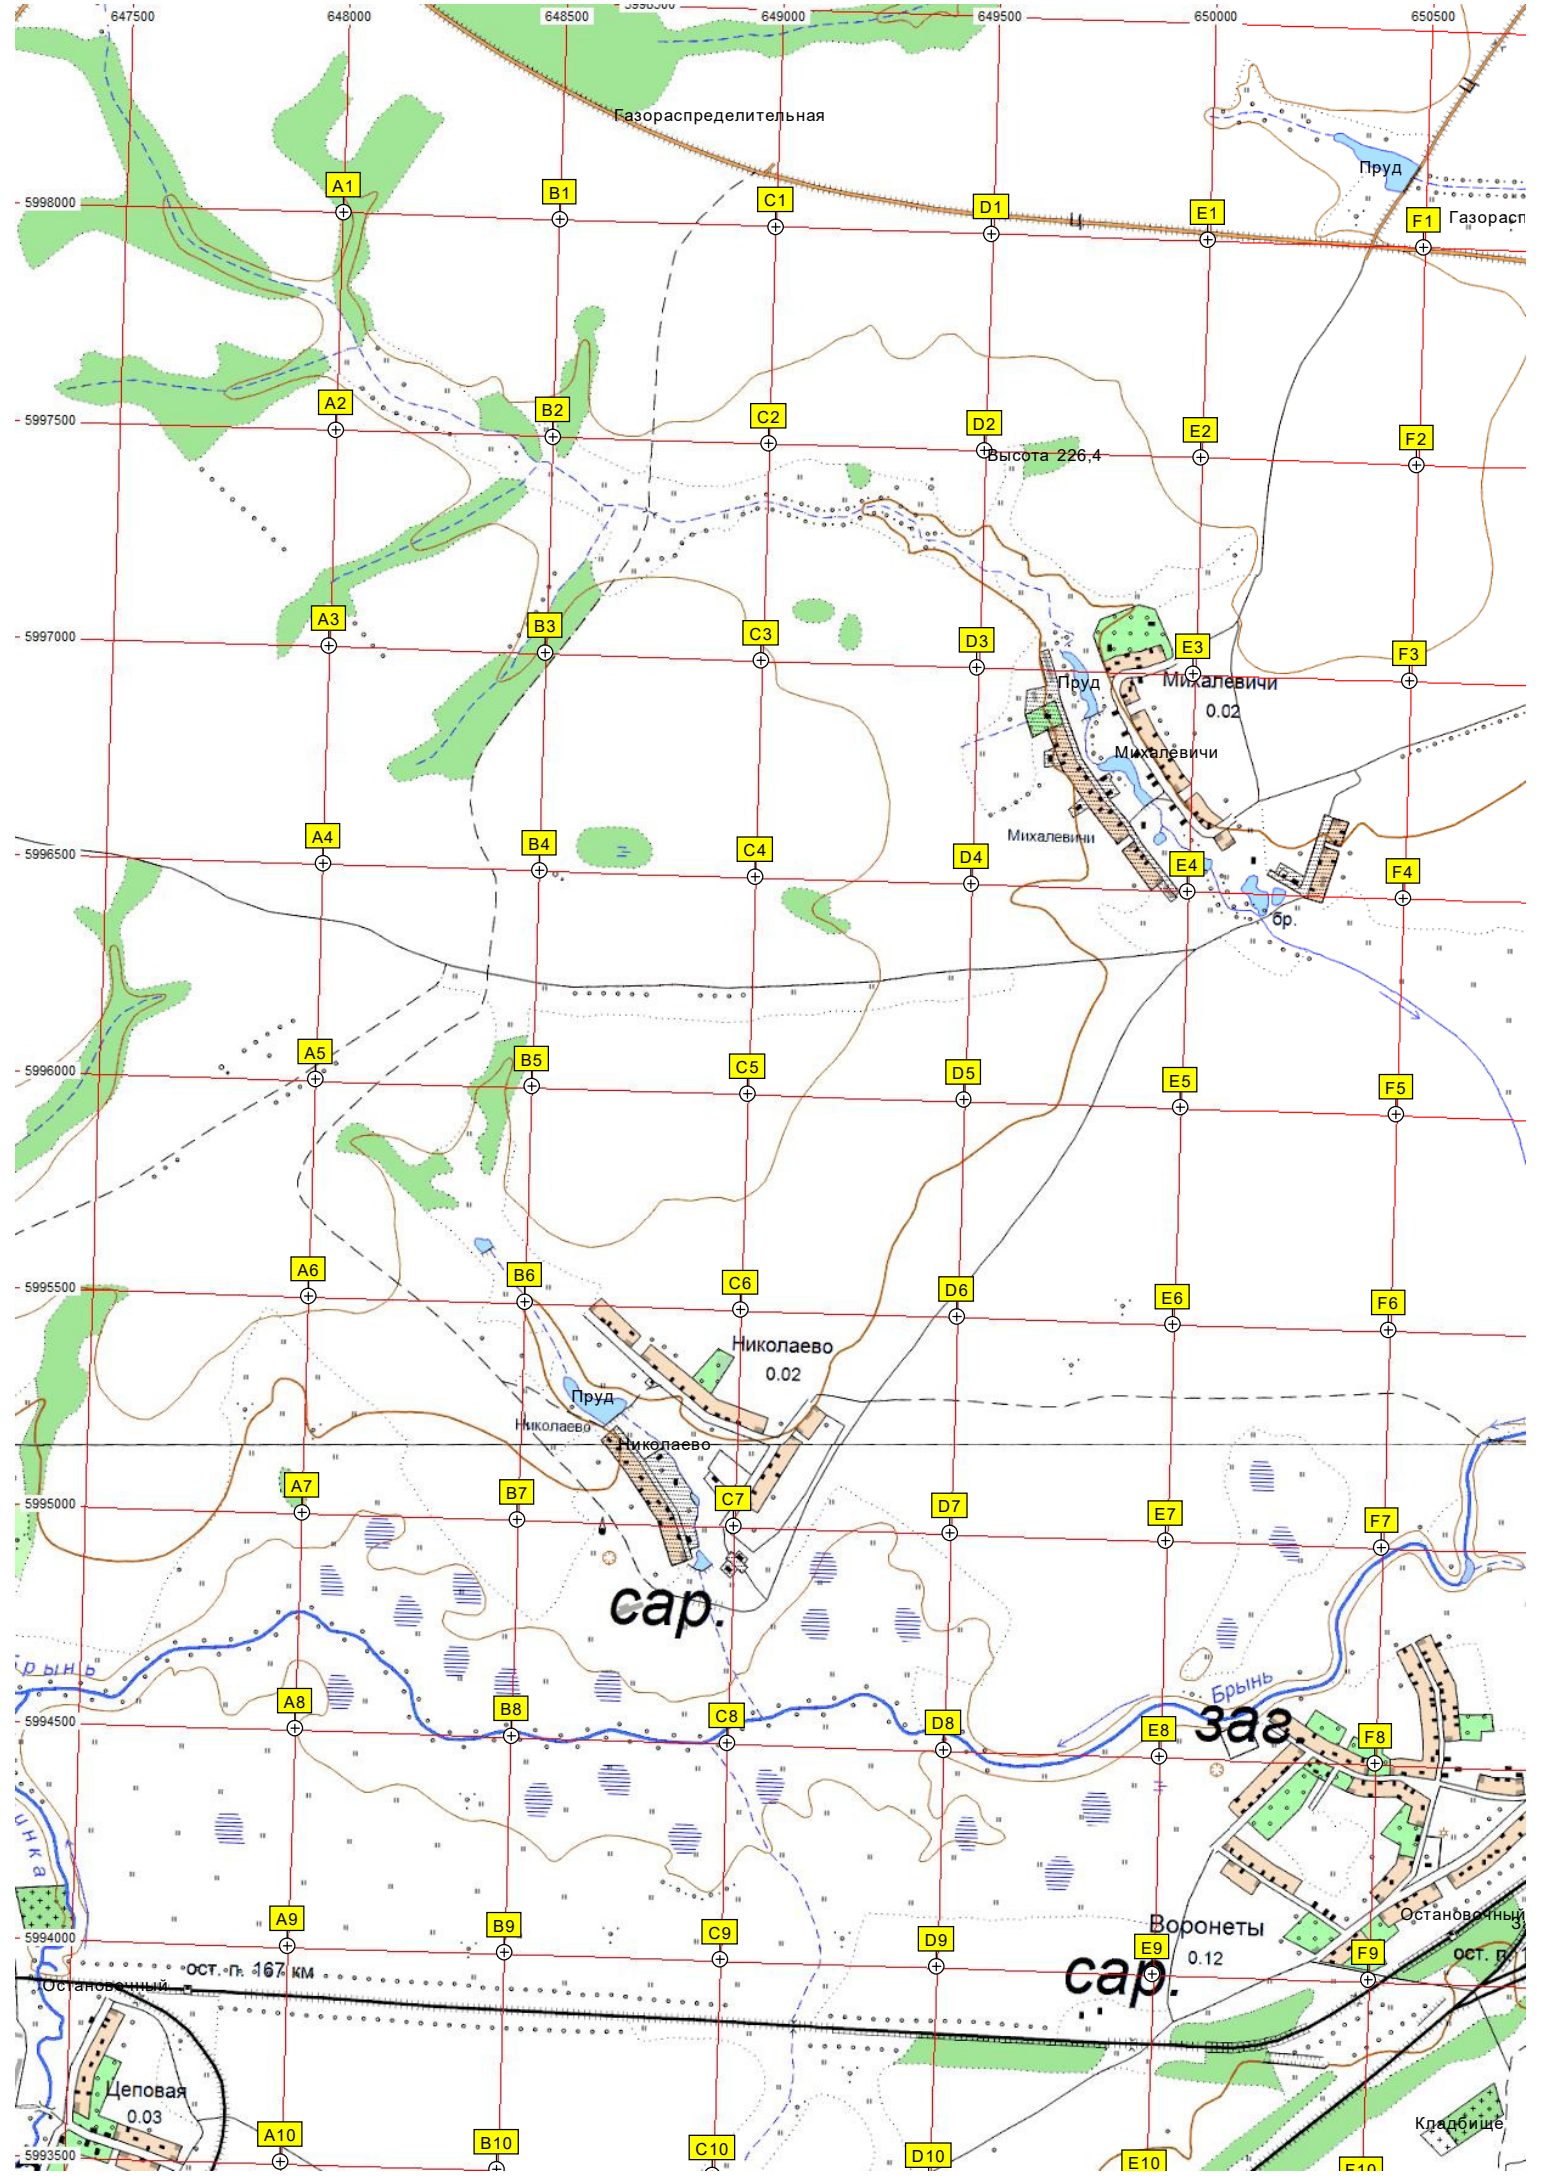 647500 648000 648500 649000 649500 650000 650500
Газораспределительная
Пруд
5998000
A1 B1 C1 D1 E1 F1
Ц
Ц
Газорасп
5997500
A2 B2 C2 D2 E2 F2
Высота 226,4
5997000
A3 B3 C3 D3 E3 F3
Пруд
Михалевичи
0.02
Михалевичи
Михалевичи
5996500
A4 B4 C4 D4 E4 F4
бр.
5996000
A5 B5 C5 D5 E5 F5
5995500
A6 B6 C6 D6 E6 F6
Николаево
0.02
Пруд
Николаево
Николаево
5995000
A7 B7 C7 D7 E7 F7
сар.
рынь
Брынь
5994500
A8 B8 C8 D8 E8 F8
заг
инка
Воронеты
0.12
Остановочный
5994000
A9 B9 C9 D9 E9 F9
ост. п. 167 км
Остановочный
сар.
ост. п.
Цеповая
0.03
Кладбище
5993500
A10 B10 C10 D10 E10 F10